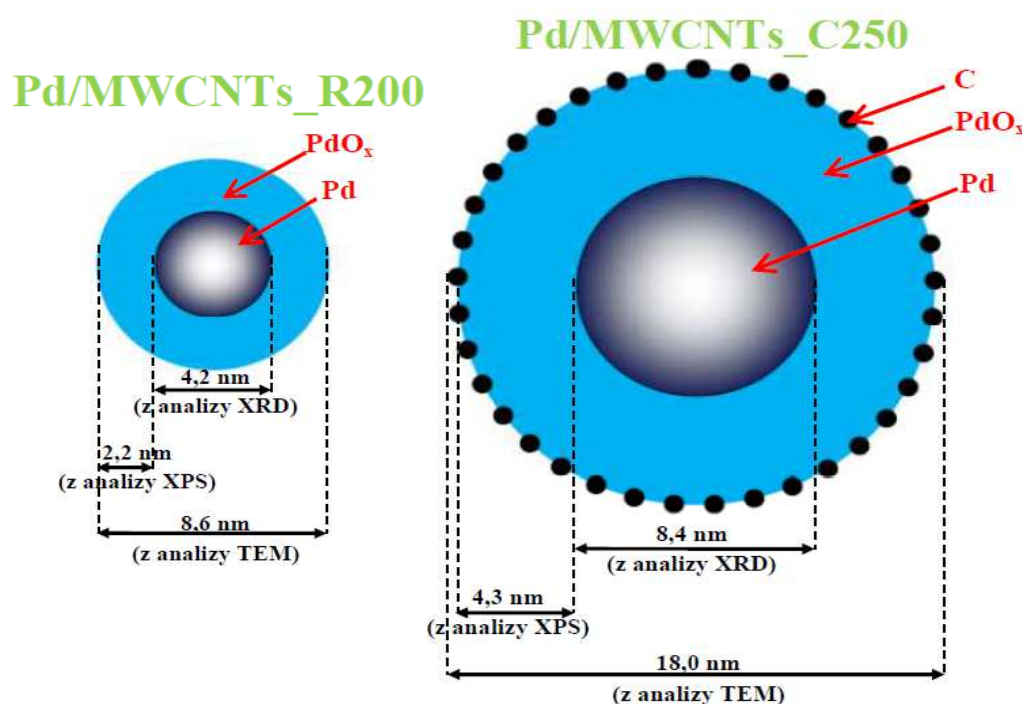 Pd/MWCNTs_R200
PdOₓ
Pd
4,2 nm
(z analizy XRD)
2,2 nm
(z analizy XPS)
8,6 nm
(z analizy TEM)
Pd/MWCNTs_C250
C
PdOₓ
Pd
8,4 nm
(z analizy XRD)
4,3 nm
(z analizy XPS)
18,0 nm
(z analizy TEM)